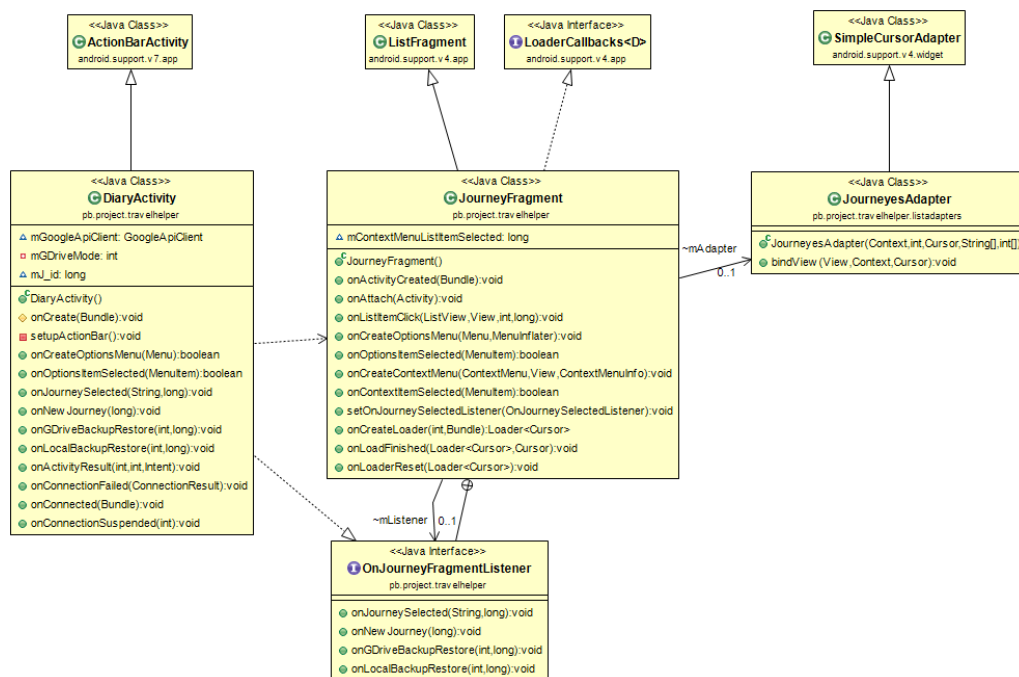 <<Java Class>>
ActionBarActivity
android.support.v7.app
<<Java Class>>
ListFragment
android.support.v4.app
<<Java Interface>>
LoaderCallbacks<D>
android.support.v4.app
<<Java Class>>
SimpleCursorAdapter
android.support.v4.widget
<<Java Class>>
DiaryActivity
pb.project.travelhelper
mGoogleApiClient: GoogleApiClient
mGDriveMode: int
mJ_id: long
DiaryActivity()
onCreate(Bundle):void
setupActionBar():void
onCreateOptionsMenu(Menu):boolean
onOptionsItemSelected(MenuItem):boolean
onJourneySelected(String,long):void
onNewJourney(long):void
onGDriveBackupRestore(int,long):void
onLocalBackupRestore(int,long):void
onActivityResult(int,int,Intent):void
onConnectionFailed(ConnectionResult):void
onConnected(Bundle):void
onConnectionSuspended(int):void
<<Java Class>>
JourneyFragment
pb.project.travelhelper
mContextMenuListItemSelected: long
JourneyFragment()
onActivityCreated(Bundle):void
onAttach(Activity):void
onListItemClick(ListView,View,int,long):void
onCreateOptionsMenu(Menu,MenuInflater):void
onOptionsItemSelected(MenuItem):boolean
onCreateContextMenu(ContextMenu,View,ContextMenuInfo):void
onContextItemSelected(MenuItem):boolean
setOnJourneySelectedListener(OnJourneySelectedListener):void
onCreateLoader(int,Bundle):Loader<Cursor>
onLoadFinished(Loader<Cursor>,Cursor):void
onLoaderReset(Loader<Cursor>):void
~mAdapter
0..1
<<Java Class>>
JourneyesAdapter
pb.project.travelhelper.listadapters
JourneyesAdapter(Context,int,Cursor,String[],int[])
bindView(View,Context,Cursor):void
~mListener
0..1
<<Java Interface>>
OnJourneyFragmentListener
pb.project.travelhelper
onJourneySelected(String,long):void
onNewJourney(long):void
onGDriveBackupRestore(int,long):void
onLocalBackupRestore(int,long):void